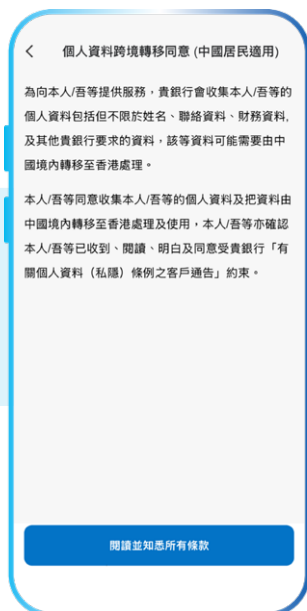 個人資料跨境轉移同意 (中國居民適用)
為向本人/吾等提供服務，貴銀行會收集本人/吾等的
個人資料包括但不限於姓名、聯絡資料、財務資料,
及其他貴銀行要求的資料，該等資料可能需要由中
國境內轉移至香港處理。
本人/吾等同意收集本人/吾等的個人資料及把資料由
中國境內轉移至香港處理及使用，本人/吾等亦確認
本人/吾等已收到、閱讀、明白及同意受貴銀行「有
關個人資料（私隱）條例之客戶通告」約束。
閱讀並知悉所有條款